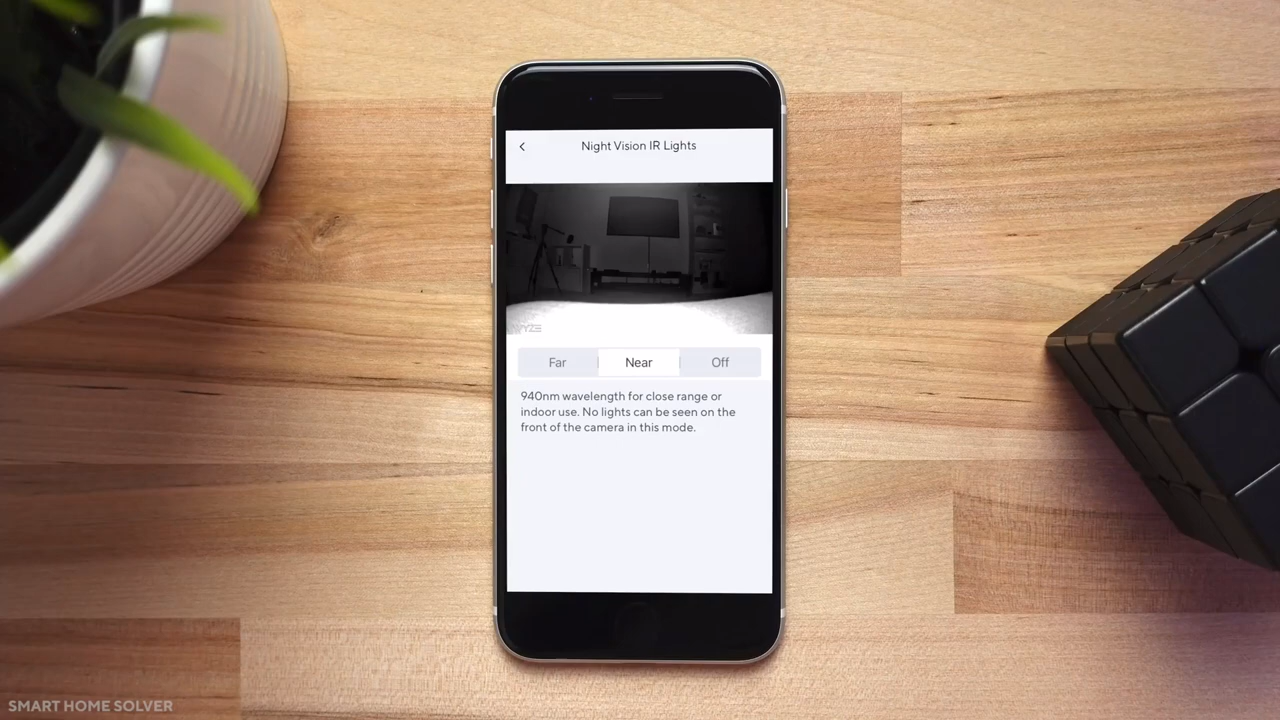 Night Vision IR Lights
WYZE
Far
Near
Off
940nm wavelength for close range or
indoor use. No lights can be seen on the
front of the camera in this mode.
SMART HOME SOLVER